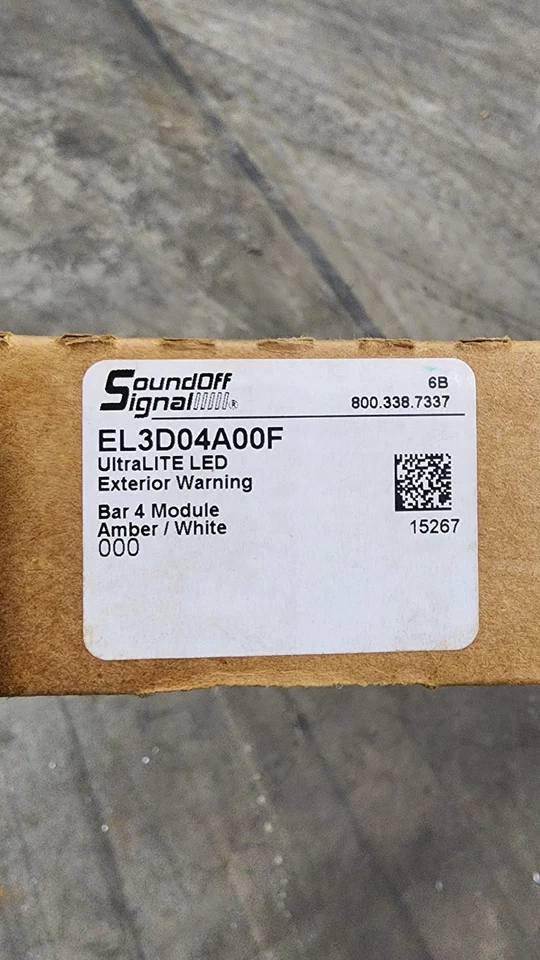 SoundOff
Signal®
6B
800.338.7337
EL3D04A00F
UltraLITE LED
Exterior Warning
Bar 4 Module
Amber / White
000
15267